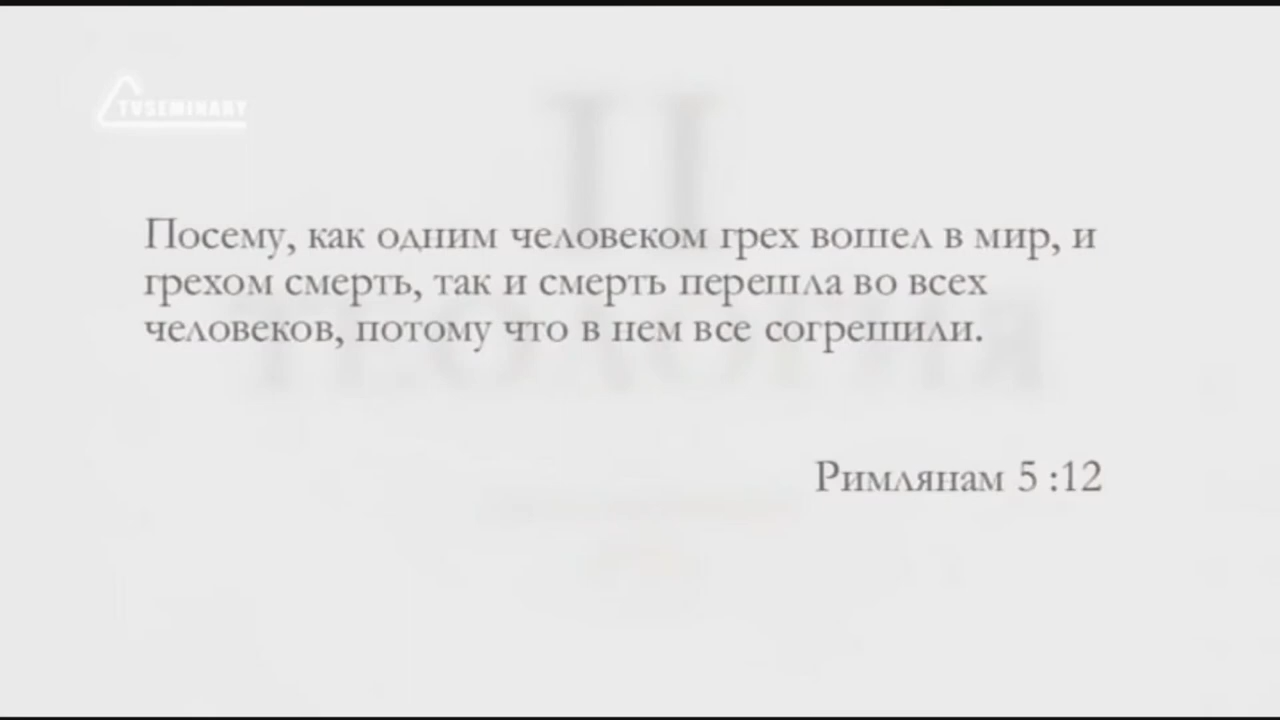 TVSEMINARY
Посему, как одним человеком грех вошел в мир, и
грехом смерть, так и смерть перешла во всех
человеков, потому что в нем все согрешили.
Римлянам 5 :12